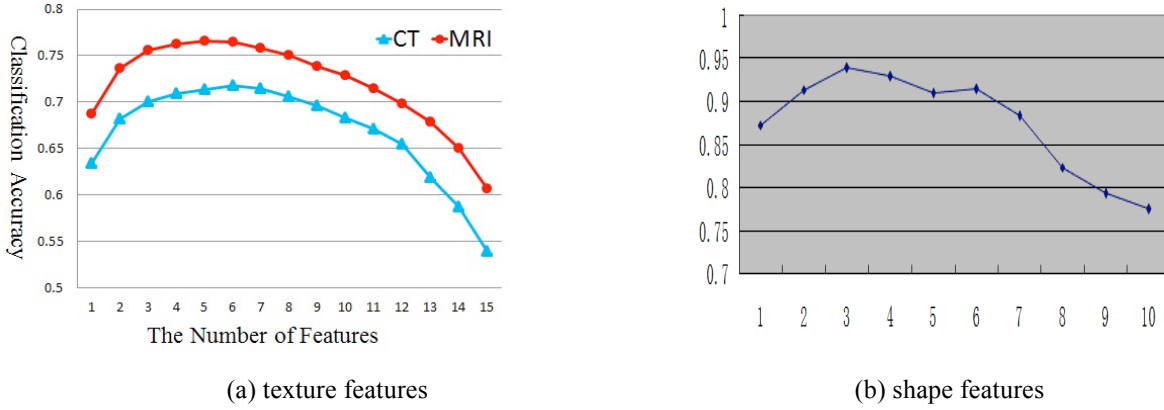 0.8
0.75
0.7
0.65
0.6
0.55
0.5
Classification Accuracy
CT MRI
1 2 3 4 5 6 7 8 9 10 11 12 13 14 15
The Number of Features
(a) texture features
1
0.95
0.9
0.85
0.8
0.75
0.7
1 2 3 4 5 6 7 8 9 10
(b) shape features